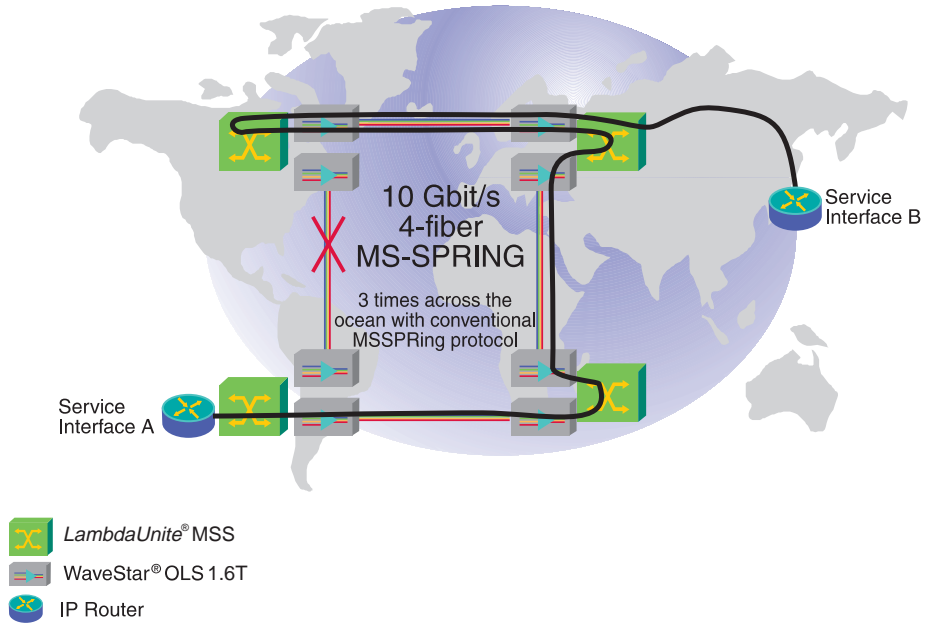 10 Gbit/s
4-fiber
MS-SPRING
3 times across the
ocean with conventional
MSSPRing protocol
Service
Interface B
Service
Interface A
LambdaUnite® MSS
WaveStar® OLS 1.6T
IP Router